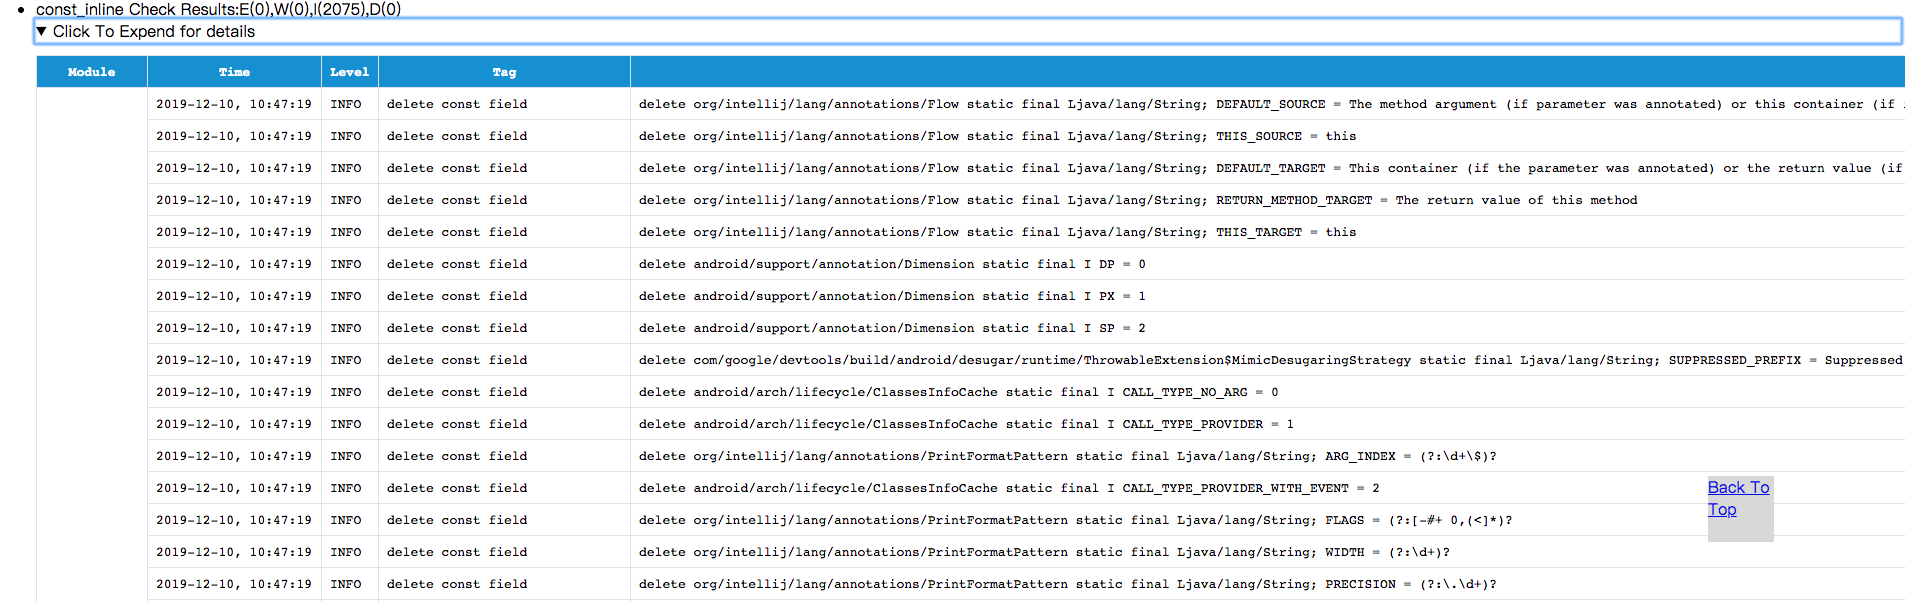 const_inline Check Results:E(0),W(0),I(2075),D(0)
▼ Click To Expend for details
Module Time Level Tag
2019-12-10, 10:47:19 INFO delete const field delete org/intellij/lang/annotations/Flow static final Ljava/lang/String; DEFAULT_SOURCE = The method argument (if parameter was annotated) or this container (if
2019-12-10, 10:47:19 INFO delete const field delete org/intellij/lang/annotations/Flow static final Ljava/lang/String; THIS_SOURCE = this
2019-12-10, 10:47:19 INFO delete const field delete org/intellij/lang/annotations/Flow static final Ljava/lang/String; DEFAULT_TARGET = This container (if the parameter was annotated) or the return value (if
2019-12-10, 10:47:19 INFO delete const field delete org/intellij/lang/annotations/Flow static final Ljava/lang/String; RETURN_METHOD_TARGET = The return value of this method
2019-12-10, 10:47:19 INFO delete const field delete org/intellij/lang/annotations/Flow static final Ljava/lang/String; THIS_TARGET = this
2019-12-10, 10:47:19 INFO delete const field delete android/support/annotation/Dimension static final I DP = 0
2019-12-10, 10:47:19 INFO delete const field delete android/support/annotation/Dimension static final I PX = 1
2019-12-10, 10:47:19 INFO delete const field delete android/support/annotation/Dimension static final I SP = 2
2019-12-10, 10:47:19 INFO delete const field delete com/google/devtools/build/android/desugar/runtime/ThrowableExtension$MimicDesugaringStrategy static final Ljava/lang/String; SUPPRESSED_PREFIX = Suppressed
2019-12-10, 10:47:19 INFO delete const field delete android/arch/lifecycle/ClassesInfoCache static final I CALL_TYPE_NO_ARG = 0
2019-12-10, 10:47:19 INFO delete const field delete android/arch/lifecycle/ClassesInfoCache static final I CALL_TYPE_PROVIDER = 1
2019-12-10, 10:47:19 INFO delete const field delete org/intellij/lang/annotations/PrintFormatPattern static final Ljava/lang/String; ARG_INDEX = (?:\d+\$)?
2019-12-10, 10:47:19 INFO delete const field delete android/arch/lifecycle/ClassesInfoCache static final I CALL_TYPE_PROVIDER_WITH_EVENT = 2
2019-12-10, 10:47:19 INFO delete const field delete org/intellij/lang/annotations/PrintFormatPattern static final Ljava/lang/String; FLAGS = (?:[-#+ 0,(<]*)?
2019-12-10, 10:47:19 INFO delete const field delete org/intellij/lang/annotations/PrintFormatPattern static final Ljava/lang/String; WIDTH = (?:\d+)?
2019-12-10, 10:47:19 INFO delete const field delete org/intellij/lang/annotations/PrintFormatPattern static final Ljava/lang/String; PRECISION = (?:\.\d+)?
Back To
Top